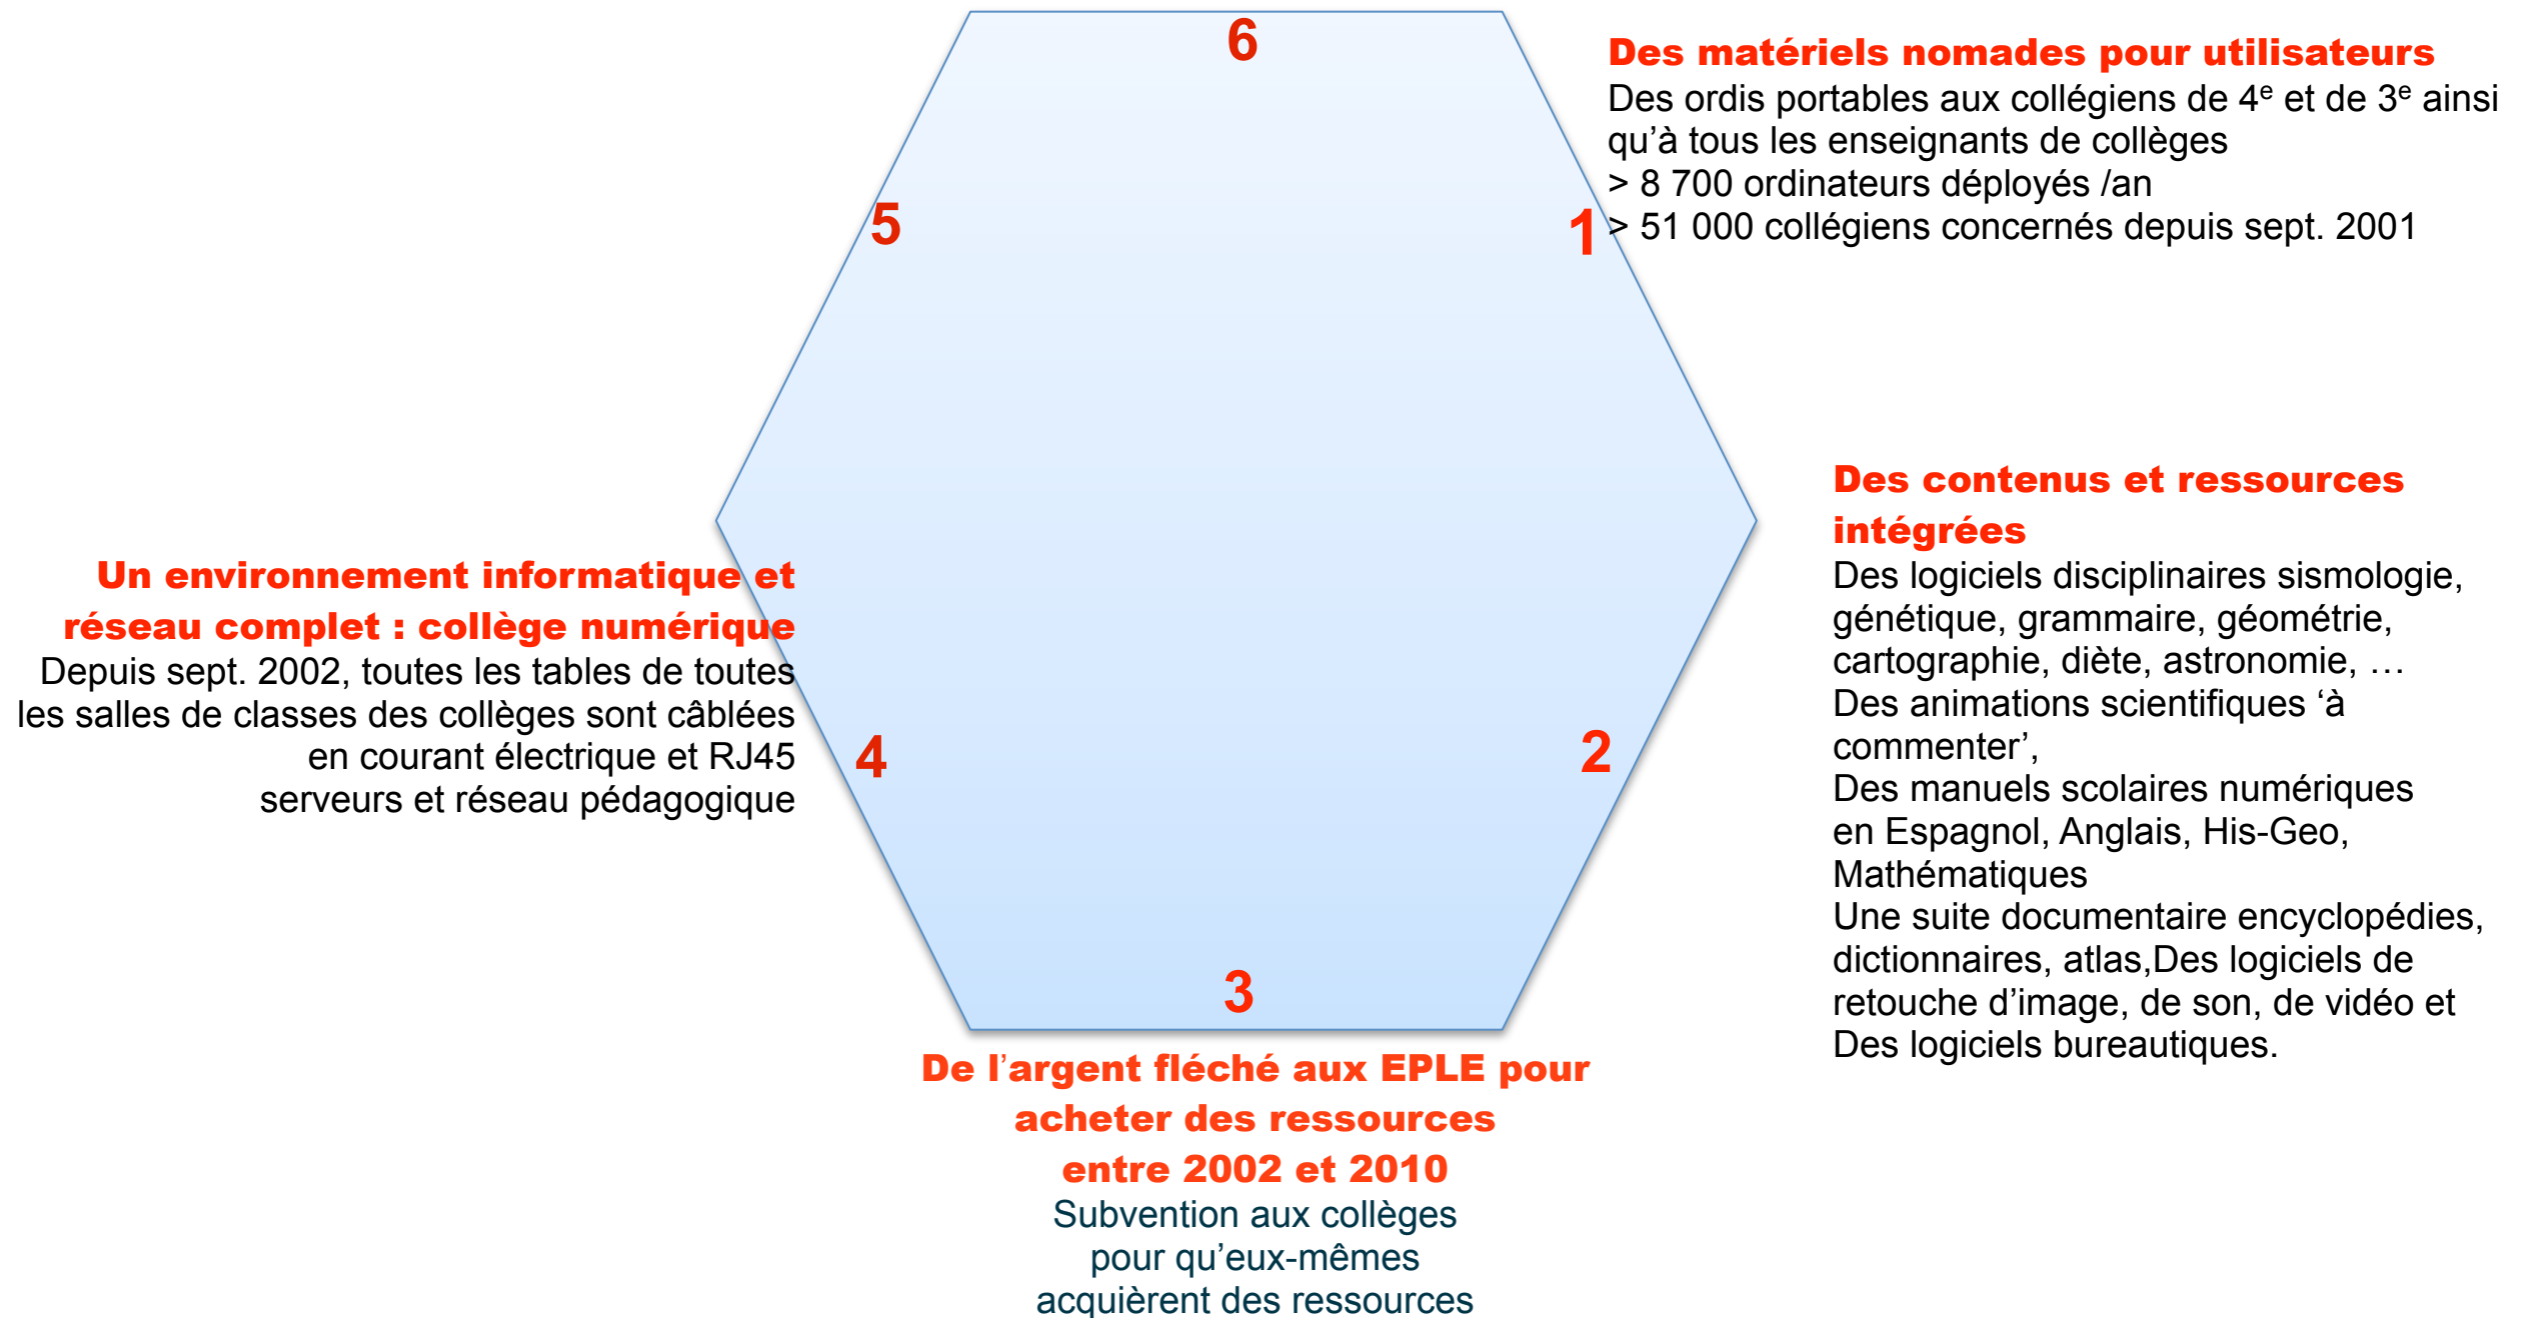 6
Des matériels nomades pour utilisateurs
Des ordis portables aux collégiens de 4e et de 3e ainsi
qu’à tous les enseignants de collèges
> 8 700 ordinateurs déployés /an
> 51 000 collégiens concernés depuis sept. 2001
1
5
Des contenus et ressources
intégrées
Des logiciels disciplinaires sismologie,
génétique, grammaire, géométrie,
cartographie, diète, astronomie, …
Des animations scientifiques ‘à
commenter’,
Des manuels scolaires numériques
en Espagnol, Anglais, His-Geo,
Mathématiques
Une suite documentaire encyclopédies,
dictionnaires, atlas,Des logiciels de
retouche d’image, de son, de vidéo et
Des logiciels bureautiques.
2
Un environnement informatique et
réseau complet : collège numérique
Depuis sept. 2002, toutes les tables de toutes
les salles de classes des collèges sont câblées
en courant électrique et RJ45
serveurs et réseau pédagogique
4
3
De l’argent fléché aux EPLE pour
acheter des ressources
entre 2002 et 2010
Subvention aux collèges
pour qu’eux-mêmes
acquièrent des ressources